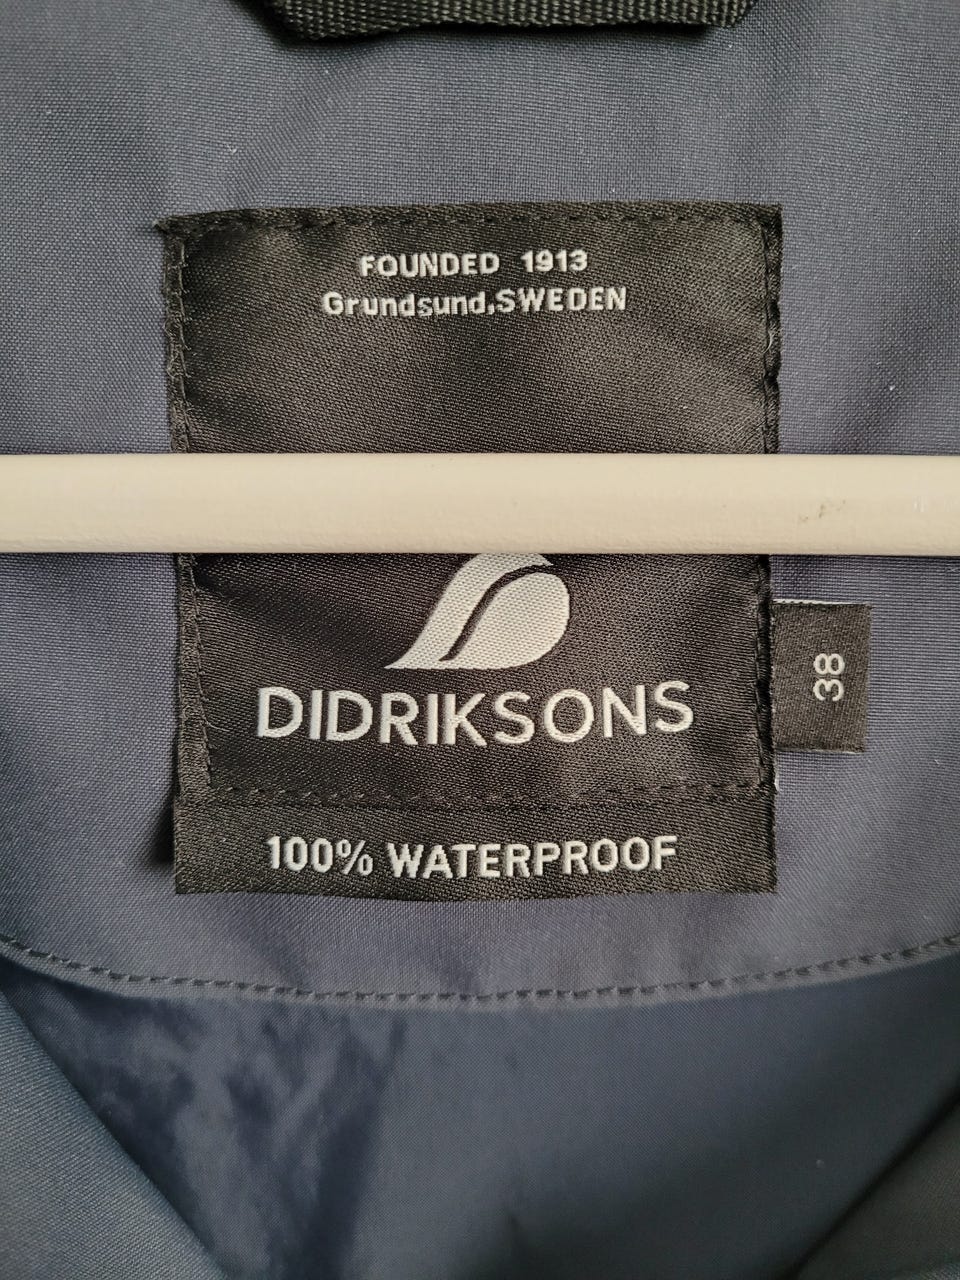 FOUNDED 1913
Grundsund,SWEDEN
DIDRIKSONS
38
100% WATERPROOF